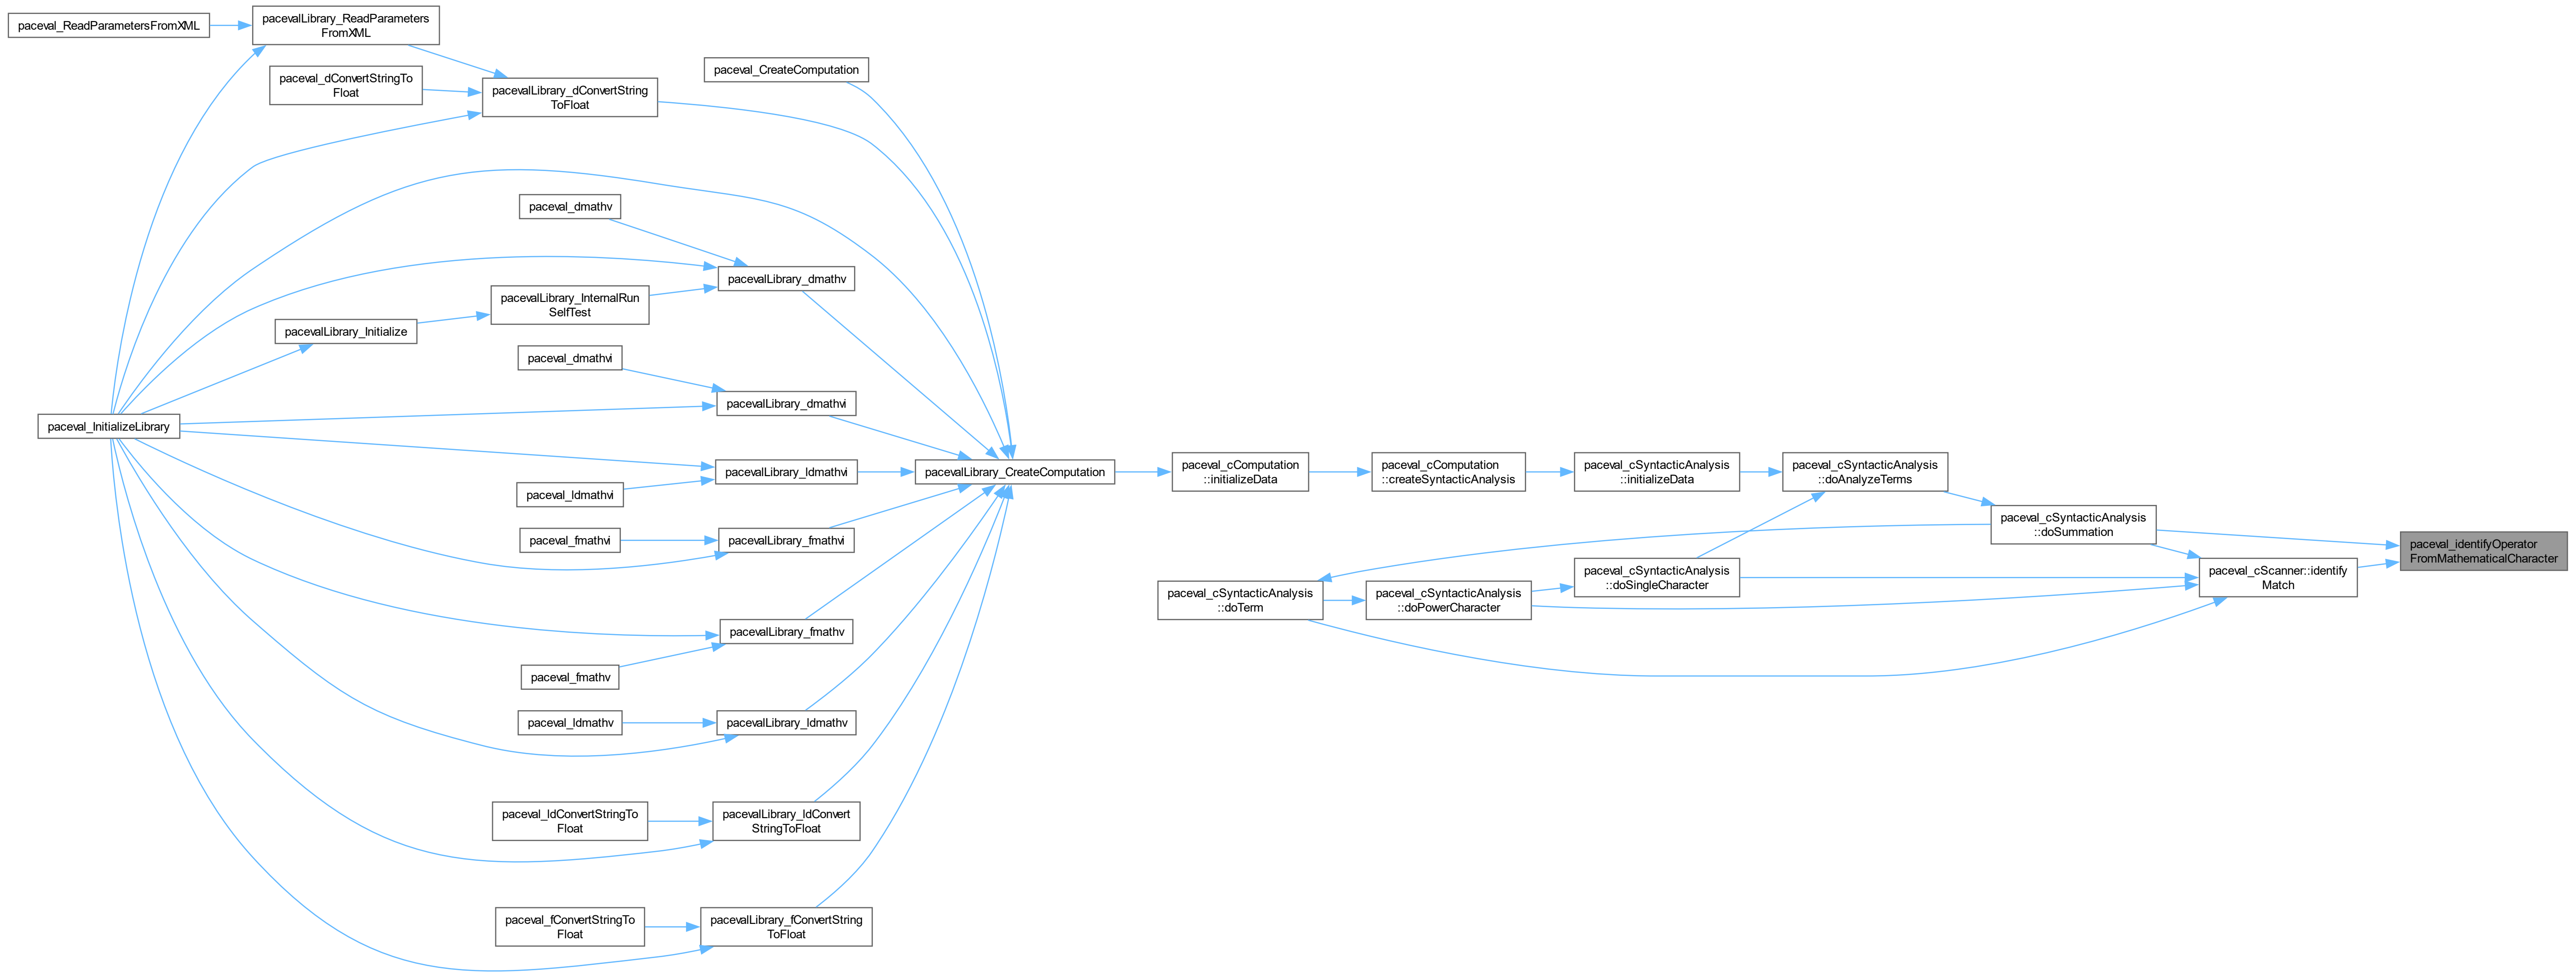 paceval_ReadParametersFromXML
pacevalLibrary_ReadParameters
FromXML
paceval_dConvertStringTo
Float
pacevalLibrary_dConvertString
ToFloat
paceval_CreateComputation
paceval_dmathv
pacevalLibrary_dmathv
pacevalLibrary_InternalRun
SelfTest
pacevalLibrary_Initialize
paceval_dmathvi
pacevalLibrary_dmathvi
paceval_InitializeLibrary
pacevalLibrary_ldmathvi
paceval_ldmathvi
pacevalLibrary_CreateComputation
paceval_cComputation
::initializeData
paceval_cComputation
::createSyntacticAnalysis
paceval_cSyntacticAnalysis
::initializeData
paceval_cSyntacticAnalysis
::doAnalyzeTerms
paceval_cSyntacticAnalysis
::doSummation
paceval_identifyOperator
FromMathematicalCharacter
paceval_fmathvi
pacevalLibrary_fmathvi
paceval_cSyntacticAnalysis
::doTerm
paceval_cSyntacticAnalysis
::doPowerCharacter
paceval_cSyntacticAnalysis
::doSingleCharacter
paceval_cScanner::identify
Match
pacevalLibrary_fmathv
paceval_fmathv
paceval_ldmathv
pacevalLibrary_ldmathv
paceval_ldConvertStringTo
Float
pacevalLibrary_ldConvert
StringToFloat
paceval_fConvertStringTo
Float
pacevalLibrary_fConvertString
ToFloat